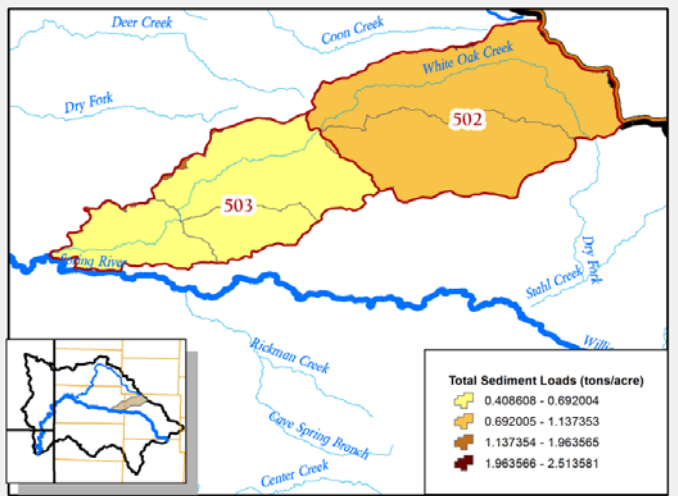 Deer Creek
Coon Creek
White Oak Creek
Dry Fork
502
503
Spring River
Dry Fork
Stahl Creek
Rickman Creek
Cave Spring Branch
Center Creek
Total Sediment Loads (tons/acre)
0.408608 - 0.692004
0.692005 - 1.137353
1.137354 - 1.963565
1.963566 - 2.513581